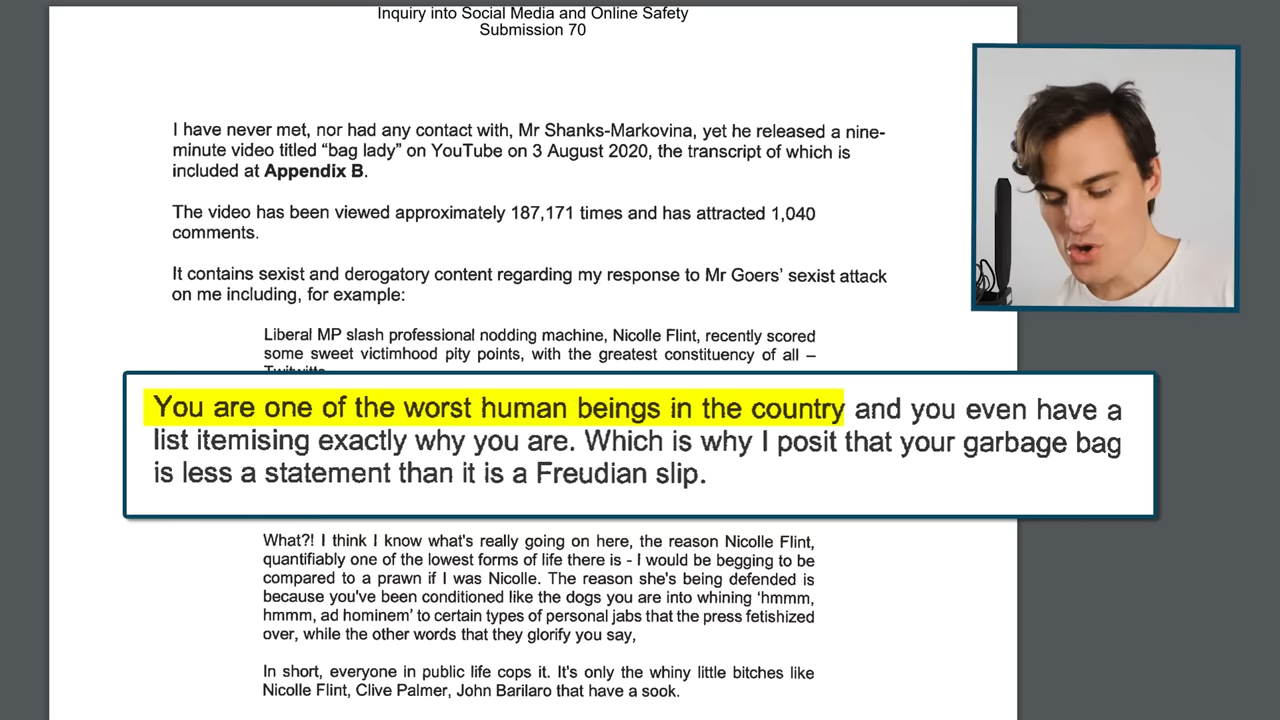 Inquiry into Social Media and Online Safety
Submission 70
I have never met, nor had any contact with, Mr Shanks-Markovina, yet he released a nine-
minute video titled “bag lady” on YouTube on 3 August 2020, the transcript of which is
included at Appendix B.
The video has been viewed approximately 187,171 times and has attracted 1,040
comments.
It contains sexist and derogatory content regarding my response to Mr Goers’ sexist attack
on me including, for example:
Liberal MP slash professional nodding machine, Nicolle Flint, recently scored
some sweet victimhood pity points, with the greatest constituency of all –
You are one of the worst human beings in the country and you even have a
list itemising exactly why you are. Which is why I posit that your garbage bag
is less a statement than it is a Freudian slip.
What?! I think I know what's really going on here, the reason Nicolle Flint,
quantifiably one of the lowest forms of life there is - I would be begging to be
compared to a prawn if I was Nicolle. The reason she's being defended is
because you've been conditioned like the dogs you are into whining ‘hmmm,
hmmm, ad hominem’ to certain types of personal jabs that the press fetishized
over, while the other words that they glorify you say,
In short, everyone in public life cops it. It's only the whiny little bitches like
Nicolle Flint, Clive Palmer, John Barilaro that have a sook.